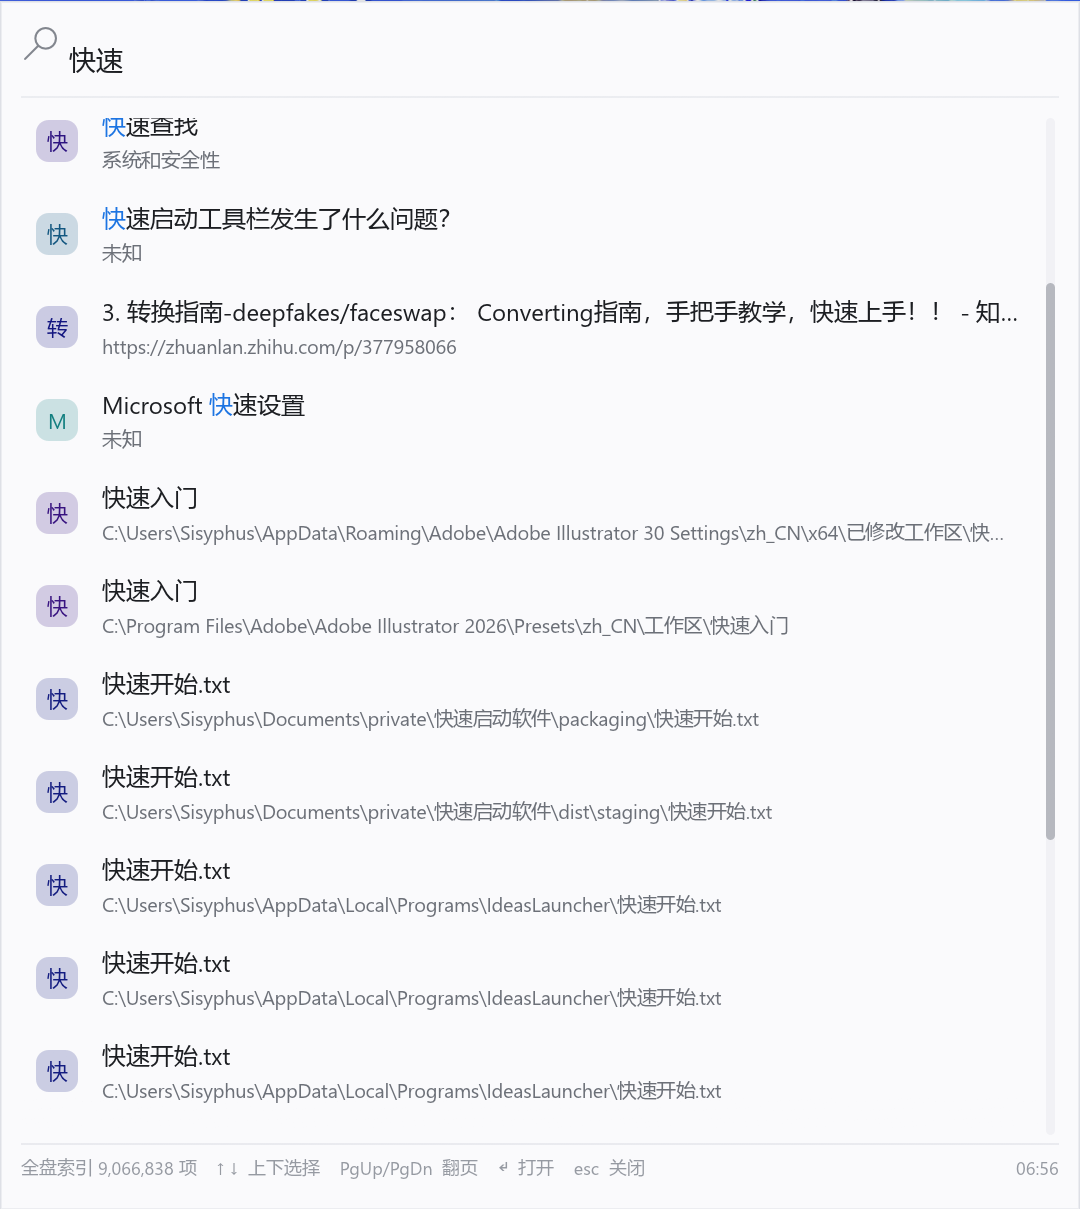 快速
快
快速查找
系统和安全性
快
快速启动工具栏发生了什么问题?
未知
转
3. 转换指南-deepfakes/faceswap： Converting指南，手把手教学，快速上手！！ - 知...
https://zhuanlan.zhihu.com/p/377958066
M
Microsoft 快速设置
未知
快
快速入门
C:\Users\Sisyphus\AppData\Roaming\Adobe\Adobe Illustrator 30 Settings\zh_CN\x64\已修改工作区\快...
快
快速入门
C:\Program Files\Adobe\Adobe Illustrator 2026\Presets\zh_CN\工作区\快速入门
快
快速开始.txt
C:\Users\Sisyphus\Documents\private\快速启动软件\packaging\快速开始.txt
快
快速开始.txt
C:\Users\Sisyphus\Documents\private\快速启动软件\dist\staging\快速开始.txt
快
快速开始.txt
C:\Users\Sisyphus\AppData\Local\Programs\IdeasLauncher\快速开始.txt
快
快速开始.txt
C:\Users\Sisyphus\AppData\Local\Programs\IdeasLauncher\快速开始.txt
快
快速开始.txt
C:\Users\Sisyphus\AppData\Local\Programs\IdeasLauncher\快速开始.txt
全盘索引 9,066,838 项 ↑↓ 上下选择 PgUp/PgDn 翻页 ↵ 打开 esc 关闭 06:56